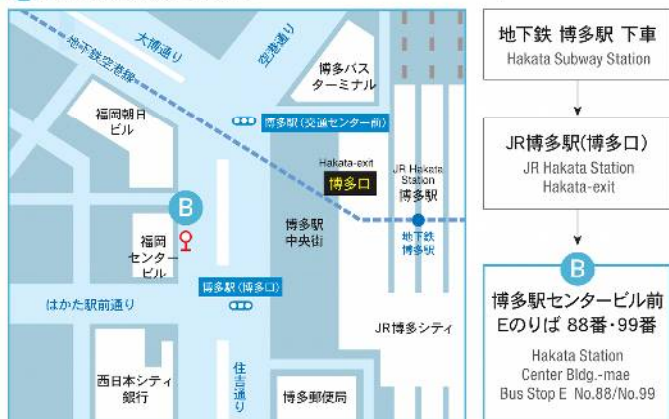 大博通り
空港通り
地下鉄空港線
博多バス
ターミナル
福岡朝日
ビル
博多駅(交通センター前)
Hakata-exit
博多口
JR Hakata
Station
博多駅
B
福岡
センター
ビル
博多駅
中央街
地下鉄
博多駅
博多駅(博多口)
はかた駅前通り
JR博多シティ
西日本シティ
銀行
住吉通り
博多郵便局
地下鉄 博多駅 下車
Hakata Subway Station
JR博多駅(博多口)
JR Hakata Station
Hakata-exit
B
博多駅センタービル前
Eのりば 88番・99番
Hakata Station
Center Bldg.-mae
Bus Stop E No.88/No.99